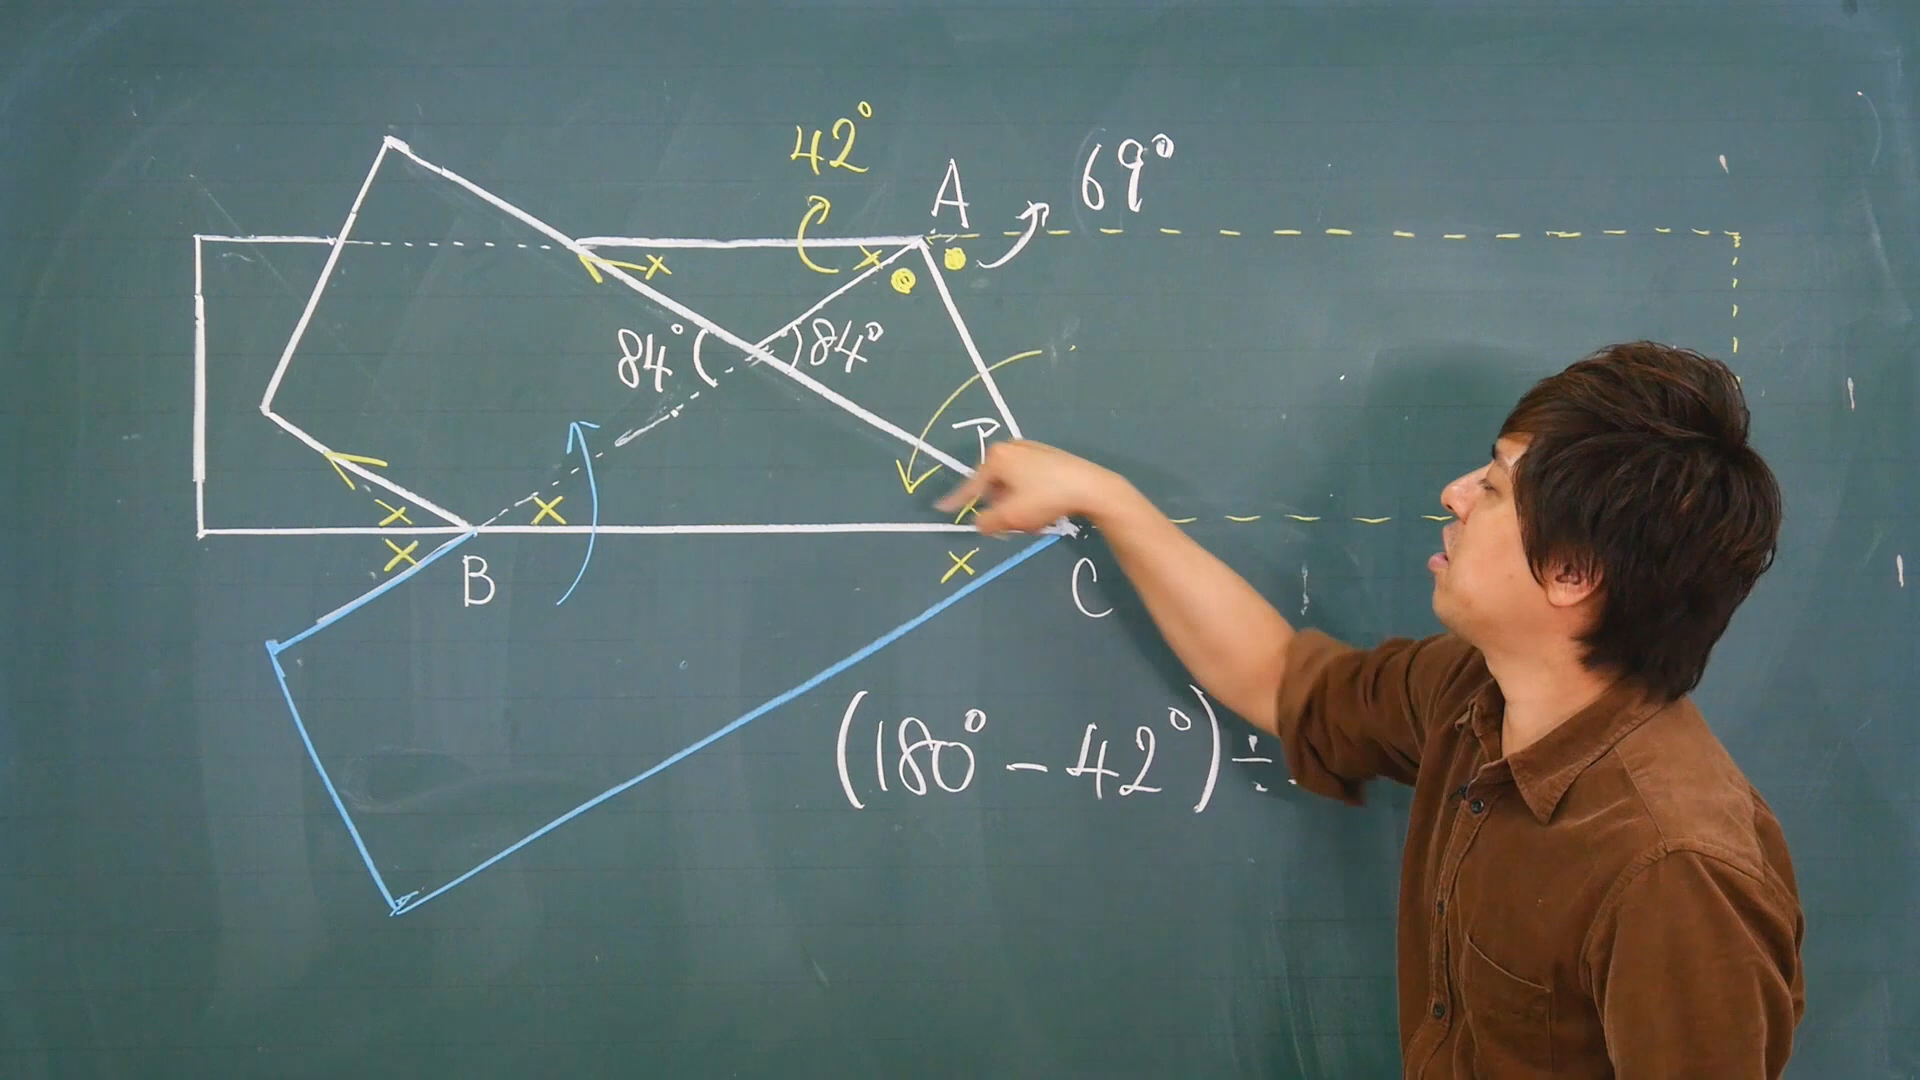 42°
A
69°
× ×
84° 84°
× ×
×
×
B
C
(180° - 42°) ÷